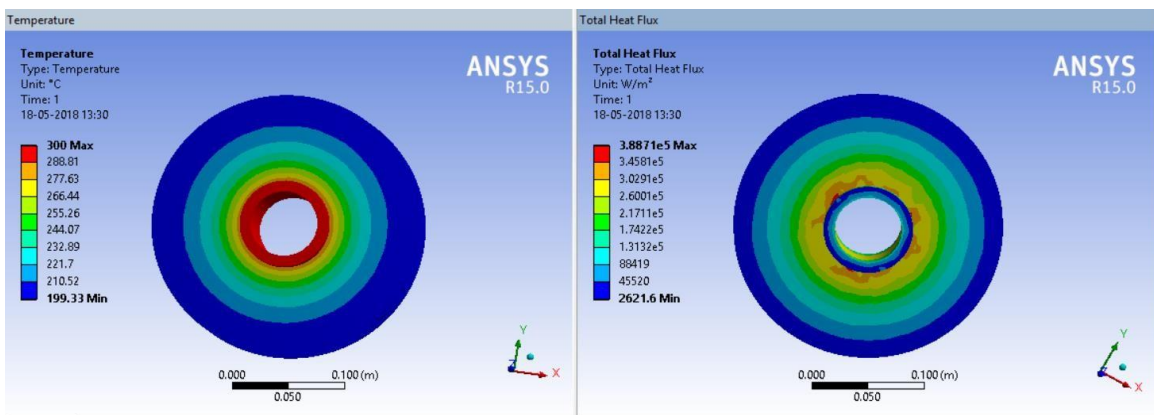 Temperature
Temperature
Type: Temperature
Unit: °C
Time: 1
18-05-2018 13:30
300 Max
288.81
277.63
266.44
255.26
244.07
232.89
221.7
210.52
199.33 Min
ANSYS
R15.0
Y
X
0.000
0.100 (m)
0.050
Total Heat Flux
Total Heat Flux
Type: Total Heat Flux
Unit: W/m²
Time: 1
18-05-2018 13:30
3.8871e5 Max
3.4581e5
3.0291e5
2.6001e5
2.1711e5
1.7422e5
1.3132e5
88419
45520
2621.6 Min
ANSYS
R15.0
Y
X
0.000
0.100 (m)
0.050